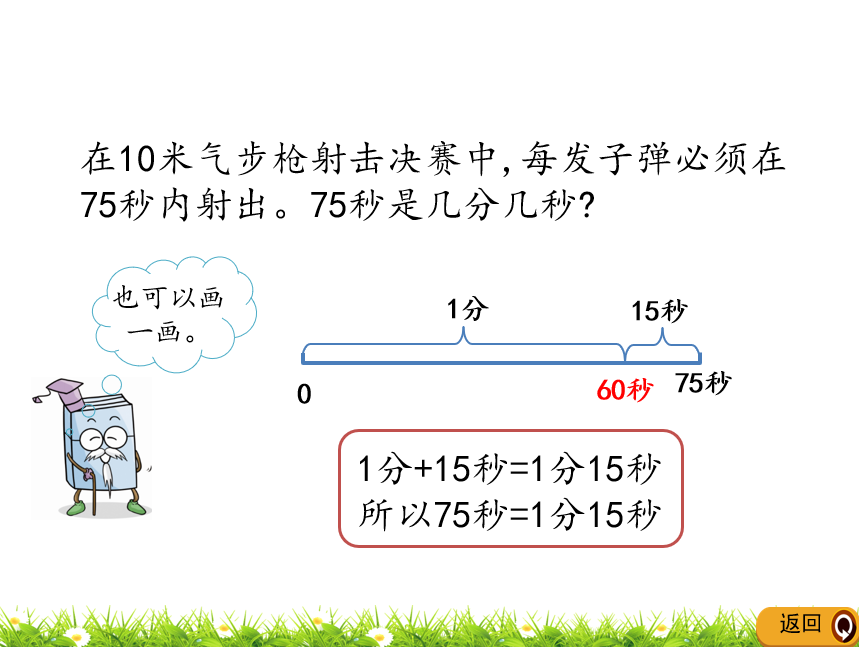 在10米气步枪射击决赛中,每发子弹必须在
75秒内射出。75秒是几分几秒?
也可以画
一画。
1分
15秒
0
60秒
75秒
1分+15秒=1分15秒
所以75秒=1分15秒
返回